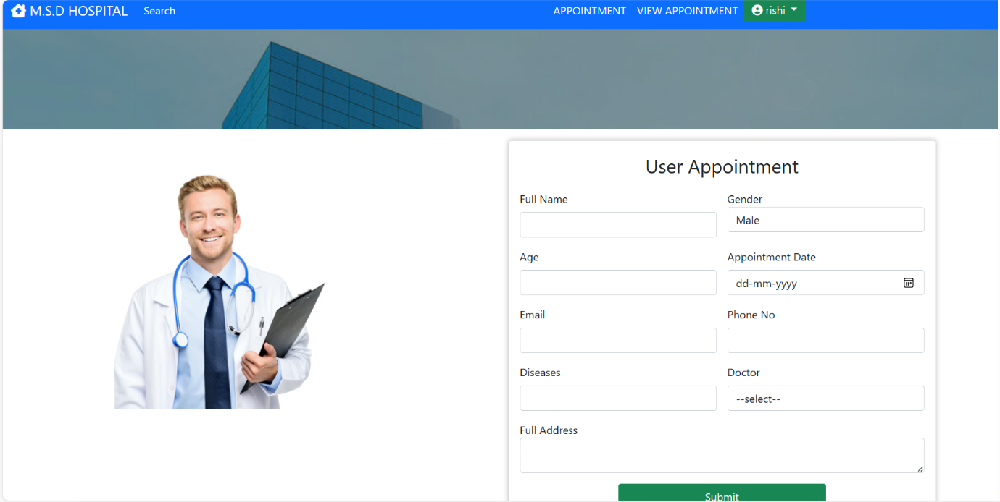 M.S.D HOSPITAL Search APPOINTMENT VIEW APPOINTMENT rishi
User Appointment
Full Name Gender
Male
Age Appointment Date
dd-mm-yyyy
Email Phone No
Diseases Doctor
--select--
Full Address
Submit